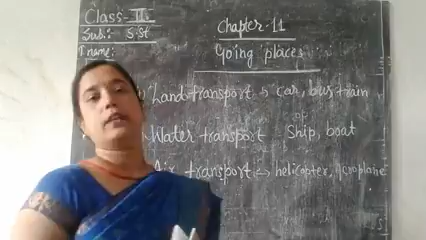 Class- II
Sub:- S.St
T name:
Chapter-11
Going places
Land transport → car, bus, train
Water transport - Ship, boat
Air transport → helicopter, aeroplane